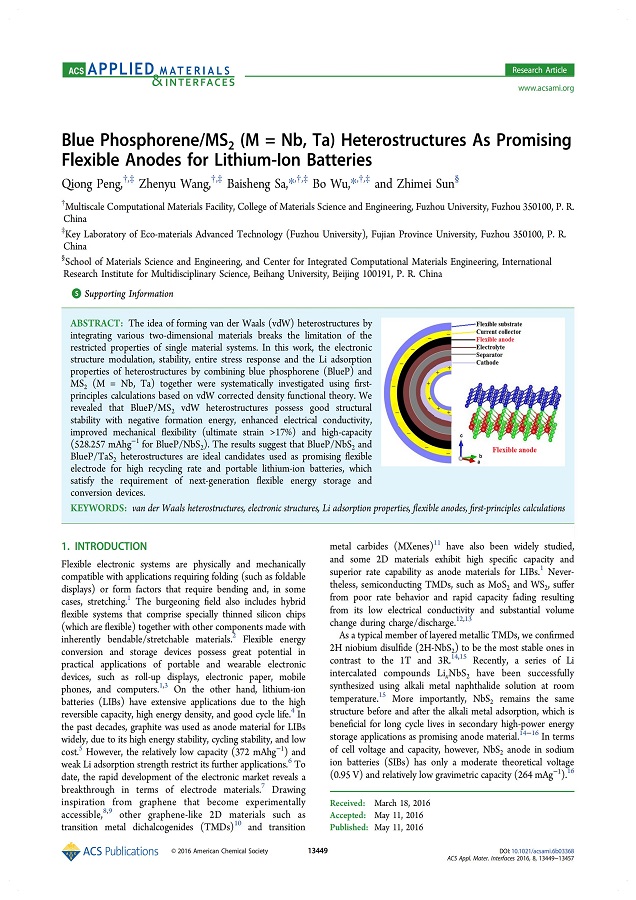 ACS APPLIED MATERIALS
& INTERFACES
Research Article
www.acsami.org
Blue Phosphorene/MS2 (M = Nb, Ta) Heterostructures As Promising
Flexible Anodes for Lithium-Ion Batteries
Qiong Peng,†,‡ Zhenyu Wang,†,‡ Baisheng Sa,*,†,‡ Bo Wu,*,†,‡ and Zhimei Sun§
†Multiscale Computational Materials Facility, College of Materials Science and Engineering, Fuzhou University, Fuzhou 350100, P. R.
China
‡Key Laboratory of Eco-materials Advanced Technology (Fuzhou University), Fujian Province University, Fuzhou 350100, P. R.
China
§School of Materials Science and Engineering, and Center for Integrated Computational Materials Engineering, International
Research Institute for Multidisciplinary Science, Beihang University, Beijing 100191, P. R. China
S Supporting Information
ABSTRACT: The idea of forming van der Waals (vdW) heterostructures by
integrating various two-dimensional materials breaks the limitation of the
restricted properties of single material systems. In this work, the electronic
structure modulation, stability, entire stress response and the Li adsorption
properties of heterostructures by combining blue phosphorene (BlueP) and
MS2 (M = Nb, Ta) together were systematically investigated using first-
principles calculations based on vdW corrected density functional theory. We
revealed that BlueP/MS2 vdW heterostructures possess good structural
stability with negative formation energy, enhanced electrical conductivity,
improved mechanical flexibility (ultimate strain >17%) and high-capacity
(528.257 mAhg−1 for BlueP/NbS2). The results suggest that BlueP/NbS2 and
BlueP/TaS2 heterostructures are ideal candidates used as promising flexible
electrode for high recycling rate and portable lithium-ion batteries, which
satisfy the requirement of next-generation flexible energy storage and
conversion devices.
Flexible substrate
Current collector
Flexible anode
Electrolyte
Separator
Cathode
c
b
a
Flexible anode
KEYWORDS: van der Waals heterostructures, electronic structures, Li adsorption properties, flexible anodes, first-principles calculations
1. INTRODUCTION
Flexible electronic systems are physically and mechanically
compatible with applications requiring folding (such as foldable
displays) or form factors that require bending and, in some
cases, stretching.1 The burgeoning field also includes hybrid
flexible systems that comprise specially thinned silicon chips
(which are flexible) together with other components made with
inherently bendable/stretchable materials.2 Flexible energy
conversion and storage devices possess great potential in
practical applications of portable and wearable electronic
devices, such as roll-up displays, electronic paper, mobile
phones, and computers.1,3 On the other hand, lithium-ion
batteries (LIBs) have extensive applications due to the high
reversible capacity, high energy density, and good cycle life.4 In
the past decades, graphite was used as anode material for LIBs
widely, due to its high energy stability, cycling stability, and low
cost.5 However, the relatively low capacity (372 mAhg−1) and
weak Li adsorption strength restrict its further applications.6 To
date, the rapid development of the electronic market reveals a
breakthrough in terms of electrode materials.7 Drawing
inspiration from graphene that become experimentally
accessible,8,9 other graphene-like 2D materials such as
transition metal dichalcogenides (TMDs)10 and transition
metal carbides (MXenes)11 have also been widely studied,
and some 2D materials exhibit high specific capacity and
superior rate capability as anode materials for LIBs.1 Never-
theless, semiconducting TMDs, such as MoS2 and WS2, suffer
from poor rate behavior and rapid capacity fading resulting
from its low electrical conductivity and substantial volume
change during charge/discharge.12,13
As a typical member of layered metallic TMDs, we confirmed
2H niobium disulfide (2H-NbS2) to be the most stable ones in
contrast to the 1T and 3R.14,15 Recently, a series of Li
intercalated compounds LixNbS2 have been successfully
synthesized using alkali metal naphthalide solution at room
temperature.15 More importantly, NbS2 remains the same
structure before and after the alkali metal adsorption, which is
beneficial for long cycle lives in secondary high-power energy
storage applications as promising anode material.14−16 In terms
of cell voltage and capacity, however, NbS2 anode in sodium
ion batteries (SIBs) has only a moderate theoretical voltage
(0.95 V) and relatively low gravimetric capacity (264 mAg−1).16
Received: March 18, 2016
Accepted: May 11, 2016
Published: May 11, 2016
ACS Publications
© 2016 American Chemical Society
13449
DOI: 10.1021/acsami.6b03368
ACS Appl. Mater. Interfaces 2016, 8, 13449−13457